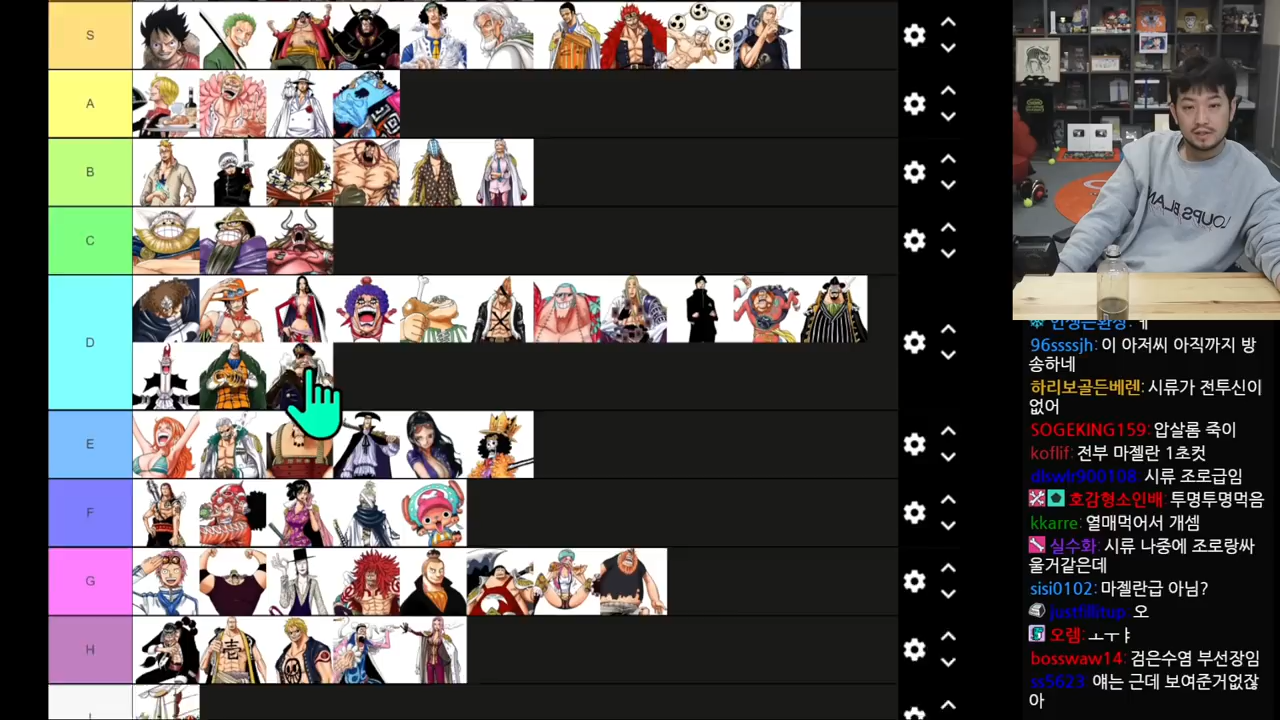 S
A
B
C
D
E
F
G
H
LOUPS BLAN
96ssssjh: 이 아저씨 아직까지 방
송하네
하리보골든베렌: 시류가 전투신이
없어
SOGEKING159: 압살롬 죽이
koflif: 전부 마젤란 1초컷
dlswlr900108: 시류 조로급임
호감형소인배: 투명투명먹음
kkarre: 열매먹어서 개셈
실수화: 시류 나중에 조로랑싸
울거같은데
sisi0102: 마젤란급 아님?
justfillitup: 오
오렘: ㅗㅜㅑ
bosswaw14: 검은수염 부선장임
ss5623: 얘는 근데 보여준거없잖
아